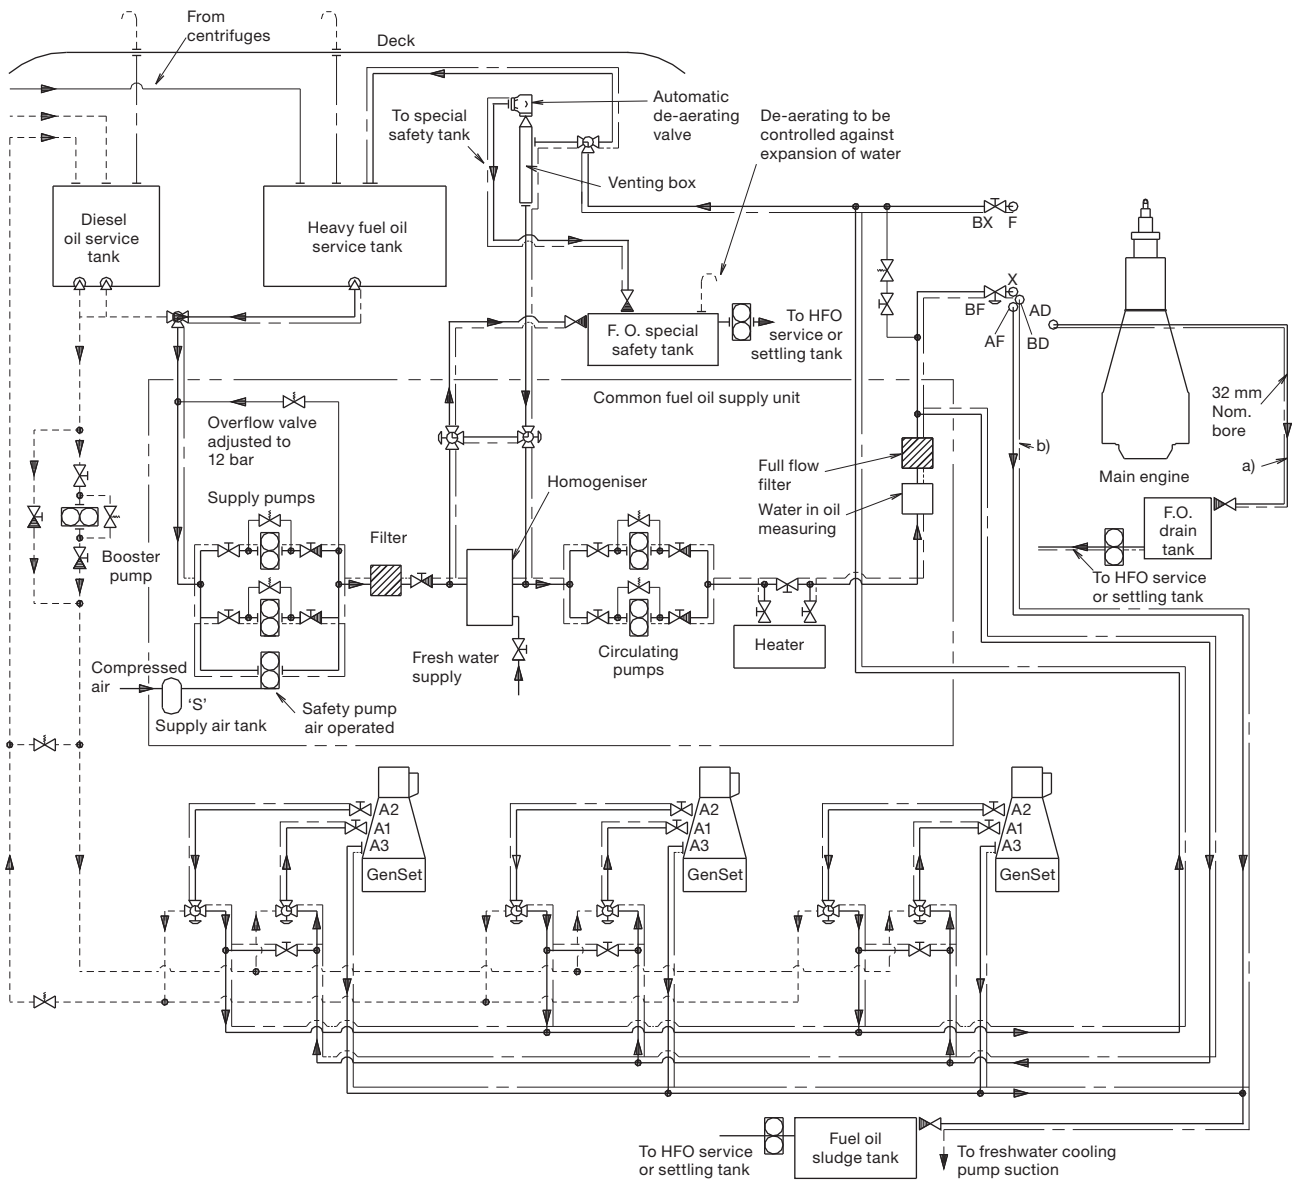 From
centrifuges
Deck
To special
safety tank
Automatic
de-aerating
valve
De-aerating to be
controlled against
expansion of water
Venting box
Diesel
oil service
tank
Heavy fuel oil
service tank
BX F
X
BF
AD
AF
BD
F. O. special
safety tank
To HFO
service or
settling tank
32 mm
Nom.
bore
Common fuel oil supply unit
Overflow valve
adjusted to
12 bar
b)
a)
Main engine
Full flow
filter
Homogeniser
Supply pumps
Water in oil
measuring
F.O.
drain
tank
Filter
Booster
pump
To HFO service
or settling tank
Heater
Circulating
pumps
Fresh water
supply
Compressed
air
'S'
Supply air tank
Safety pump
air operated
A2
A1
A3
GenSet
A2
A1
A3
GenSet
A2
A1
A3
GenSet
To HFO service
or settling tank
Fuel oil
sludge tank
To freshwater cooling
pump suction